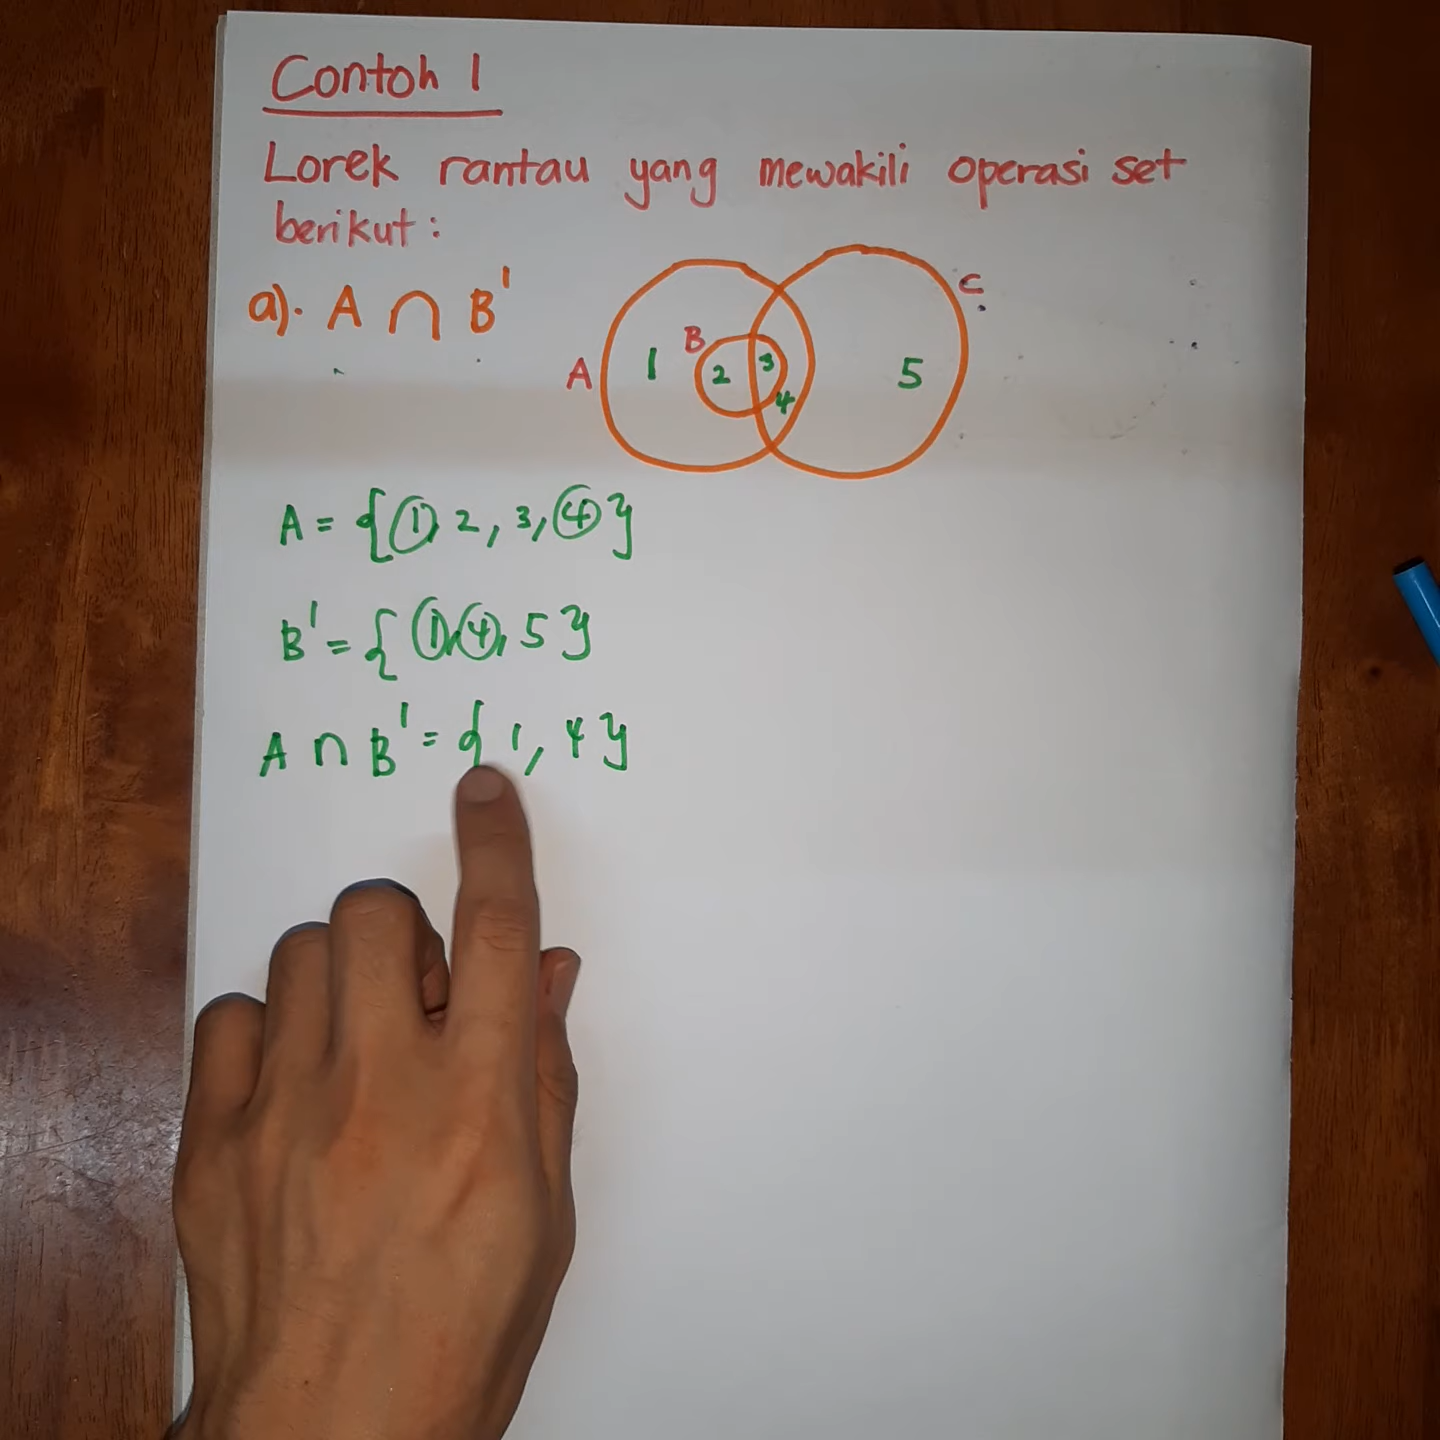 Contoh 1
Lorek rantau yang mewakili operasi set
berikut :
a). A ∩ B'
A
1
B
2
3
4
5
C
A = {1, 2, 3, 4}
B' = {1, 4, 5}
A ∩ B' = {1, 4}